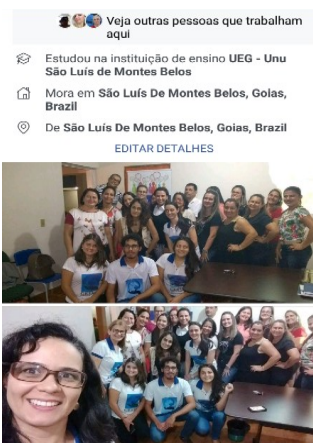 Veja outras pessoas que trabalham
aqui
Estudou na instituição de ensino UEG - Unu
São Luís de Montes Belos
Mora em São Luís De Montes Belos, Goias,
Brazil
De São Luís De Montes Belos, Goias, Brazil
EDITAR DETALHES